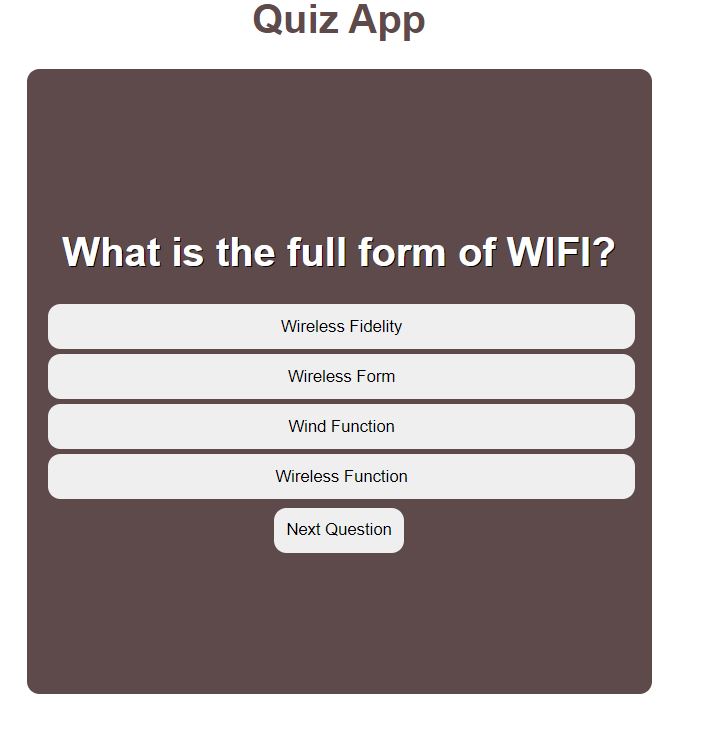 Quiz App
What is the full form of WIFI?
Wireless Fidelity
Wireless Form
Wind Function
Wireless Function
Next Question